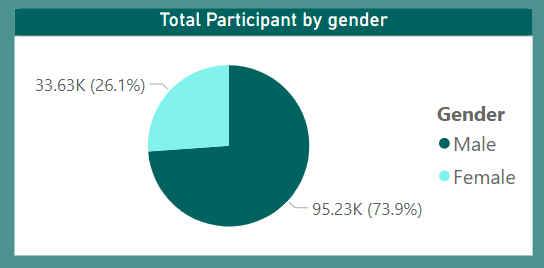 Total Participant by gender
33.63K (26.1%)
Gender
Male
Female
95.23K (73.9%)